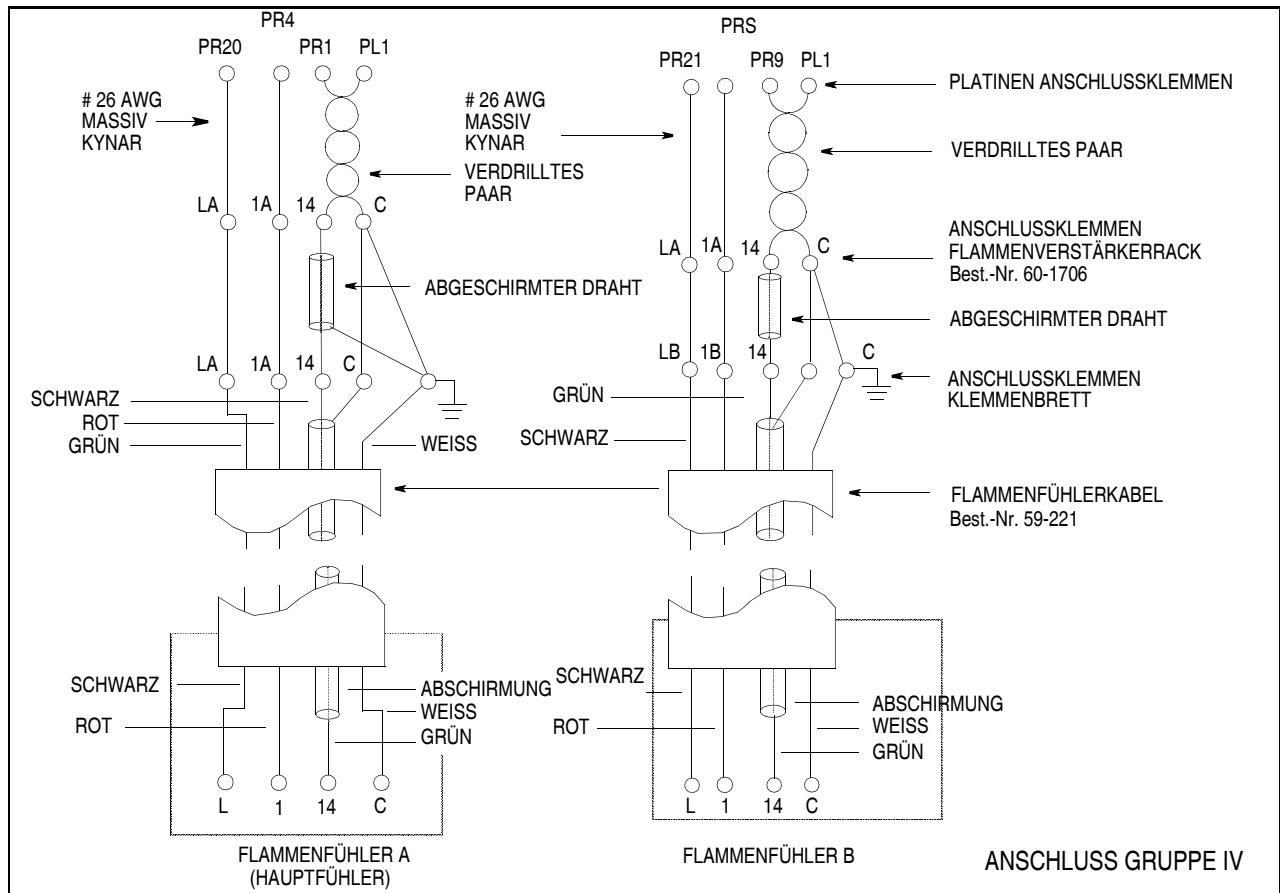 PR4
PR20
PR1
PL1
# 26 AWG
MASSIV
KYNAR
VERDRILLTES
PAAR
LA
1A
14
C
ABGESCHIRMTER DRAHT
LA
1A
14
C
SCHWARZ
ROT
GRÜN
WEISS
SCHWARZ
ROT
ABSCHIRMUNG
WEISS
GRÜN
L
1
14
C
FLAMMENFÜHLER A
(HAUPTFÜHLER)
PRS
PR21
PR9
PL1
# 26 AWG
MASSIV
KYNAR
PLATINEN ANSCHLUSSKLEMMEN
VERDRILLTES PAAR
LA
1A
14
C
ANSCHLUSSKLEMMEN
FLAMMENVERSTÄRKERRACK
Best.-Nr. 60-1706
ABGESCHIRMTER DRAHT
LB
1B
14
C
ANSCHLUSSKLEMMEN
KLEMMENBRETT
GRÜN
SCHWARZ
FLAMMENFÜHLERKABEL
Best.-Nr. 59-221
SCHWARZ
ROT
ABSCHIRMUNG
WEISS
GRÜN
L
1
14
C
FLAMMENFÜHLER B
ANSCHLUSS GRUPPE IV